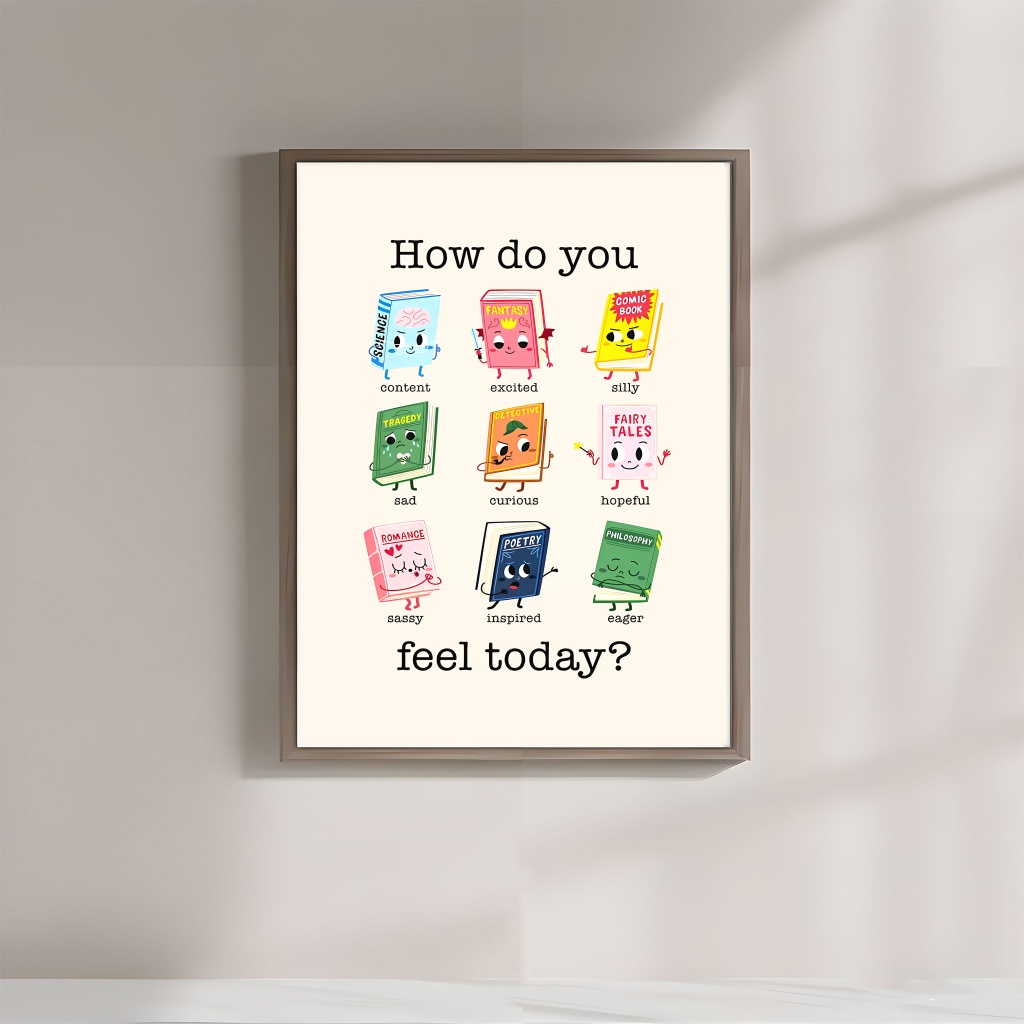 How do you
SCIENCE
FANTASY
COMIC
BOOK
content
excited
silly
TRAGEDY
DETECTIVE
FAIRY
TALES
sad
curious
hopeful
ROMANCE
POETRY
PHILOSOPHY
sassy
inspired
eager
feel today?